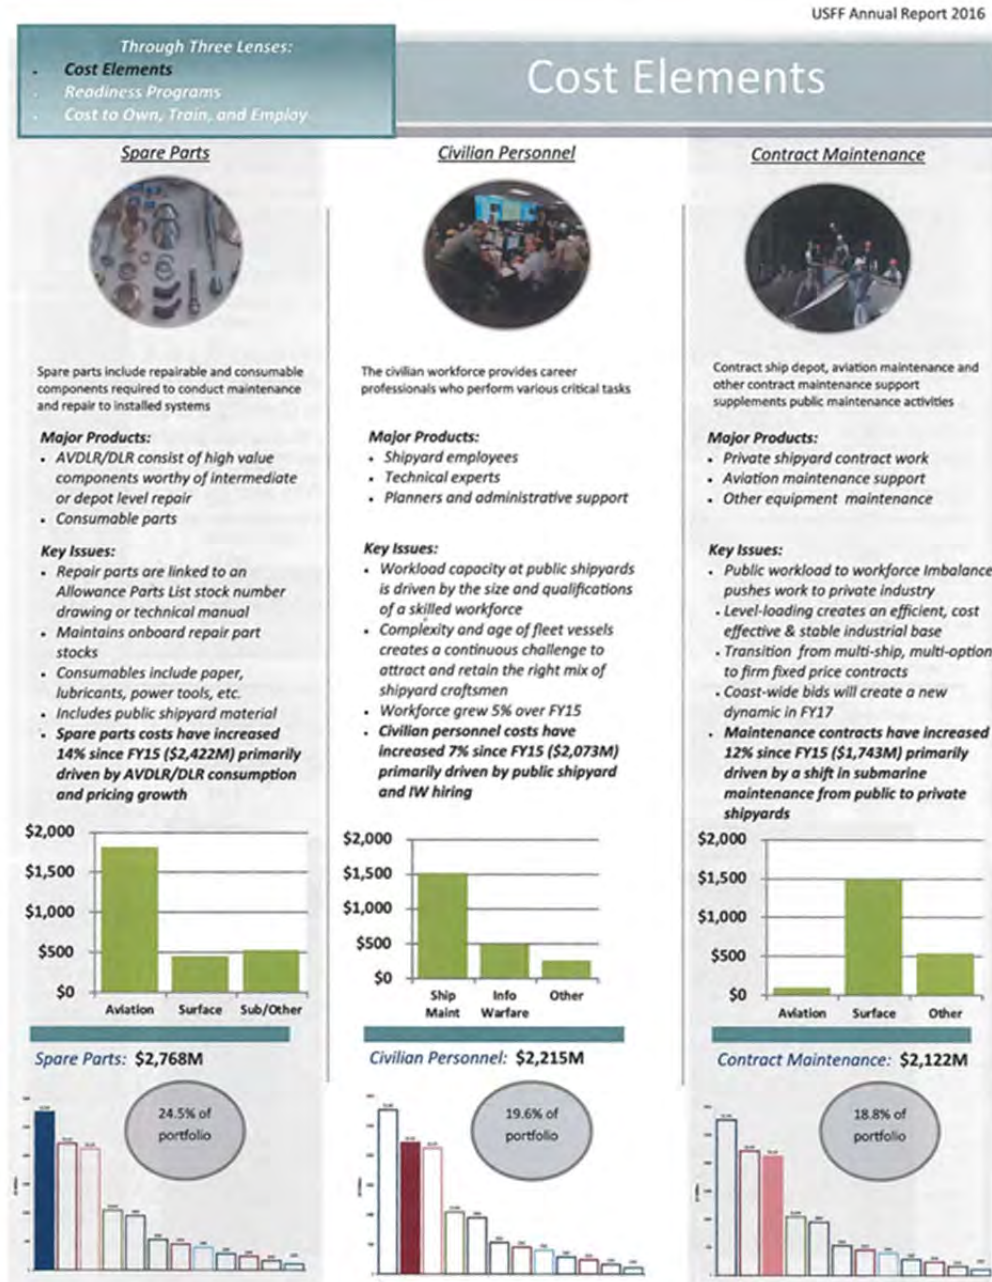 USFF Annual Report 2016
Through Three Lenses:
• Cost Elements
• Readiness Programs
• Cost to Own, Train, and Employ
Cost Elements
Spare Parts
Spare parts include repairable and consumable
components required to conduct maintenance
and repair to installed systems
Major Products:
• AVDLR/DLR consist of high value
components worthy of intermediate
or depot level repair
• Consumable parts
Key Issues:
• Repair parts are linked to an
Allowance Parts List stock number
drawing or technical manual
• Maintains onboard repair part
stocks
• Consumables include paper,
lubricants, power tools, etc.
• Includes public shipyard material
• Spare parts costs have increased
14% since FY15 ($2,422M) primarily
driven by AVDLR/DLR consumption
and pricing growth
$2,000
$1,500
$1,000
$500
$0
Aviation Surface Sub/Other
Spare Parts: $2,768M
24.5% of
portfolio
Civilian Personnel
The civilian workforce provides career
professionals who perform various critical tasks
Major Products:
• Shipyard employees
• Technical experts
• Planners and administrative support
Key Issues:
• Workload capacity at public shipyards
is driven by the size and qualifications
of a skilled workforce
• Complexity and age of fleet vessels
creates a continuous challenge to
attract and retain the right mix of
shipyard craftsmen
• Workforce grew 5% over FY15
• Civilian personnel costs have
increased 7% since FY15 ($2,073M)
primarily driven by public shipyard
and IW hiring
$2,000
$1,500
$1,000
$500
$0
Ship Info Other
Maint Warfare
Civilian Personnel: $2,215M
19.6% of
portfolio
Contract Maintenance
Contract ship depot, aviation maintenance and
other contract maintenance support
supplements public maintenance activities
Major Products:
• Private shipyard contract work
• Aviation maintenance support
• Other equipment maintenance
Key Issues:
• Public workload to workforce Imbalance
pushes work to private industry
• Level-loading creates an efficient, cost
effective & stable industrial base
• Transition from multi-ship, multi-option
to firm fixed price contracts
• Coast-wide bids will create a new
dynamic in FY17
• Maintenance contracts have increased
12% since FY15 ($1,743M) primarily
driven by a shift in submarine
maintenance from public to private
shipyards
$2,000
$1,500
$1,000
$500
$0
Aviation Surface Other
Contract Maintenance: $2,122M
18.8% of
portfolio